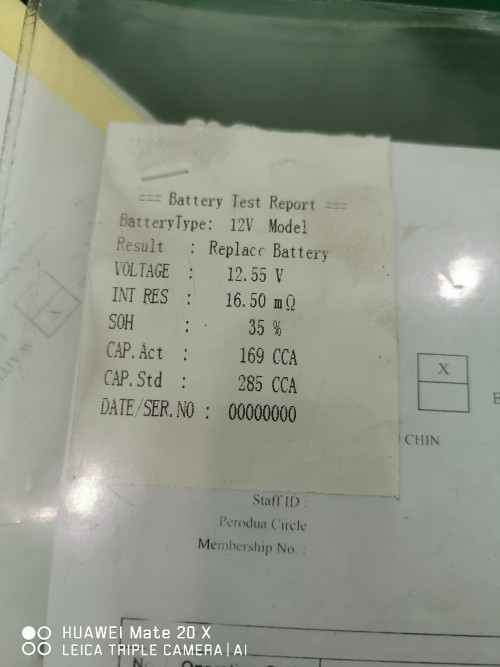 === Battery Test Report ===
BatteryType: 12V Model
Result : Replace Battery
VOLTAGE : 12.55 V
INT RES : 16.50 mΩ
SOH : 35 %
CAP.Act : 169 CCA
CAP.Std : 285 CCA
DATE/SER.NO : 00000000
X
X
CHIN
Staff ID :
Perodua Circle
Membership No. :
HUAWEI Mate 20 X
LEICA TRIPLE CAMERA | AI